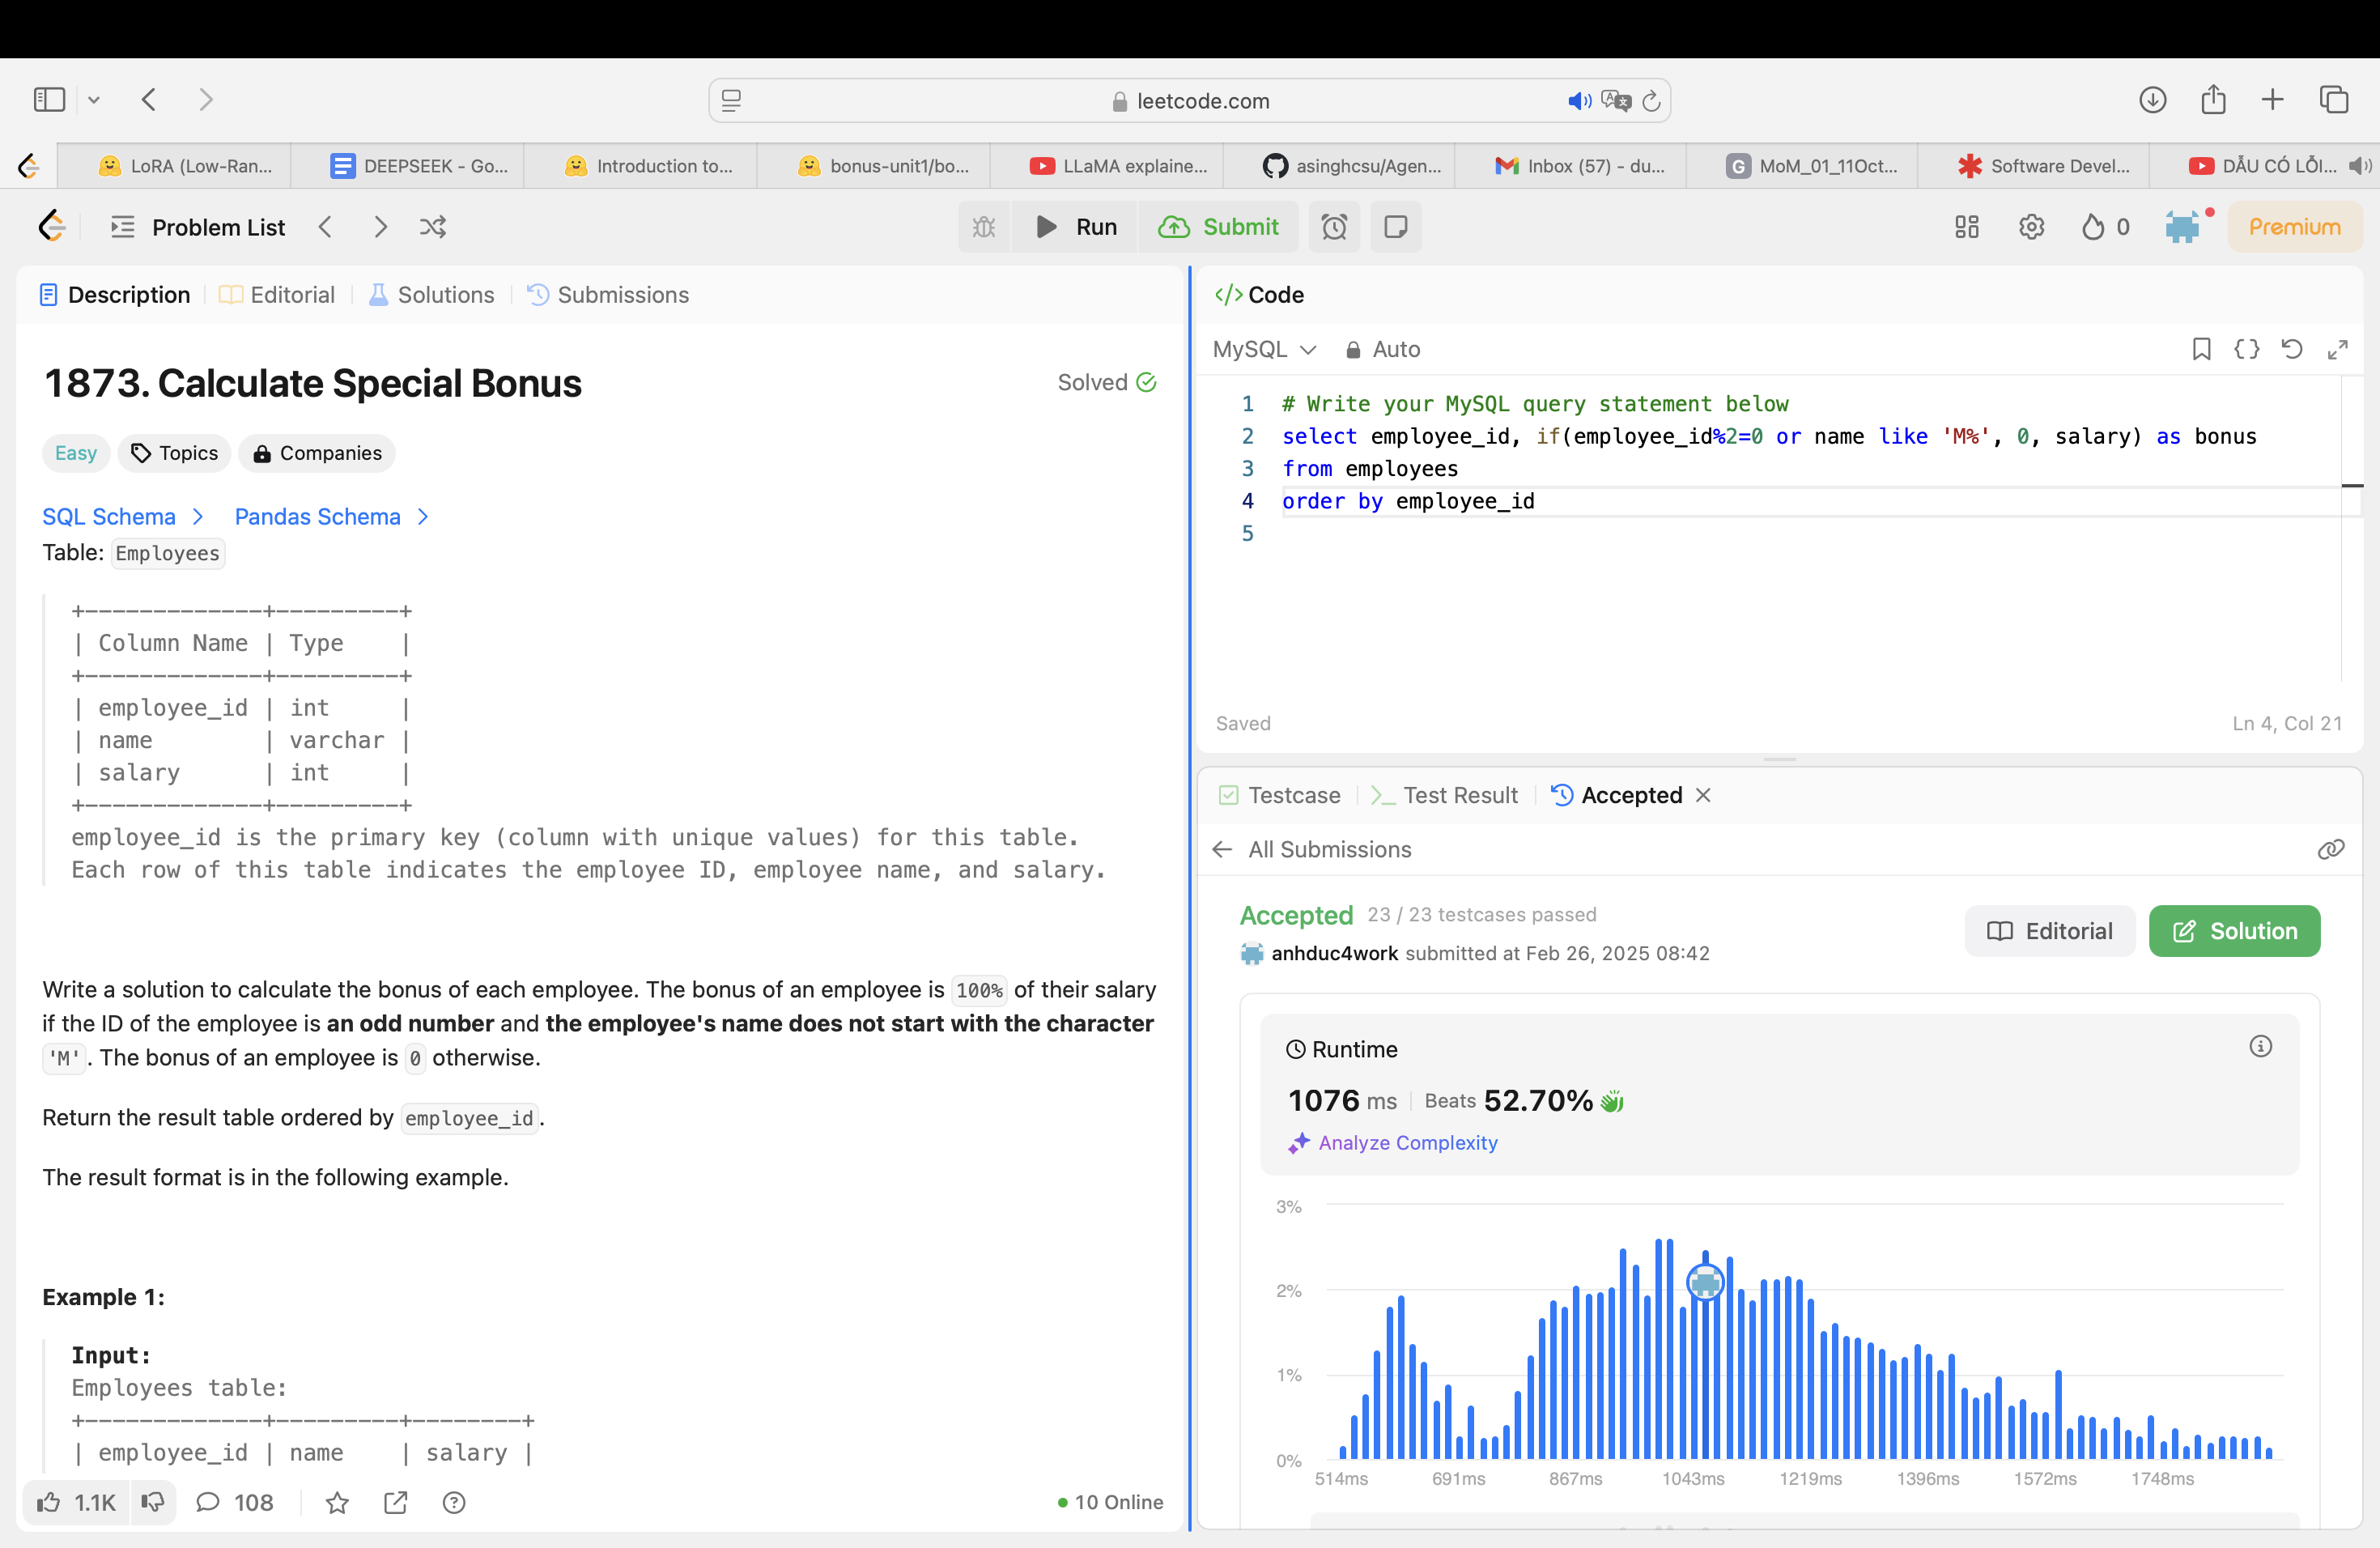 leetcode.com
LoRA (Low-Ran...
DEEPSEEK - Go...
Introduction to...
bonus-unit1/bo...
LLaMA explaine...
asinghcsu/Agen...
Inbox (57) - du...
MoM_01_11Oct...
Software Devel...
DẪU CÓ LỖI...
Problem List
Run
Submit
0
Premium
Description
Editorial
Solutions
Submissions
1873. Calculate Special Bonus
Solved
Easy
Topics
Companies
SQL Schema
Pandas Schema
Table: Employees
+-------------+---------+
| Column Name | Type    |
+-------------+---------+
| employee_id | int     |
| name        | varchar |
| salary      | int     |
+-------------+---------+
employee_id is the primary key (column with unique values) for this table.
Each row of this table indicates the employee ID, employee name, and salary.
Write a solution to calculate the bonus of each employee. The bonus of an employee is 100% of their salary
if the ID of the employee is an odd number and the employee's name does not start with the character
'M'. The bonus of an employee is 0 otherwise.
Return the result table ordered by employee_id.
The result format is in the following example.
Example 1:
Input:
Employees table:
+-------------+---------+--------+
| employee_id | name    | salary |
1.1K
108
10 Online
Code
MySQL
Auto
1 # Write your MySQL query statement below
2 select employee_id, if(employee_id%2=0 or name like 'M%', 0, salary) as bonus
3 from employees
4 order by employee_id
5
Saved
Ln 4, Col 21
Testcase
Test Result
Accepted
All Submissions
Accepted 23 / 23 testcases passed
anhduc4work submitted at Feb 26, 2025 08:42
Editorial
Solution
Runtime
1076 ms Beats 52.70%
Analyze Complexity
3%
2%
1%
0%
514ms 691ms 867ms 1043ms 1219ms 1396ms 1572ms 1748ms